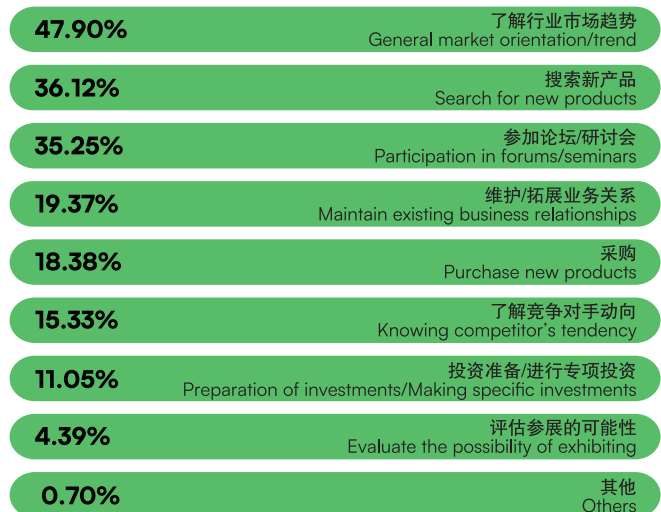 47.90%
了解行业市场趋势
General market orientation/trend
36.12%
搜索新产品
Search for new products
35.25%
参加论坛/研讨会
Participation in forums/seminars
19.37%
维护/拓展业务关系
Maintain existing business relationships
18.38%
采购
Purchase new products
15.33%
了解竞争对手动向
Knowing competitor's tendency
11.05%
投资准备/进行专项投资
Preparation of investments/Making specific investments
4.39%
评估参展的可能性
Evaluate the possibility of exhibiting
0.70%
其他
Others